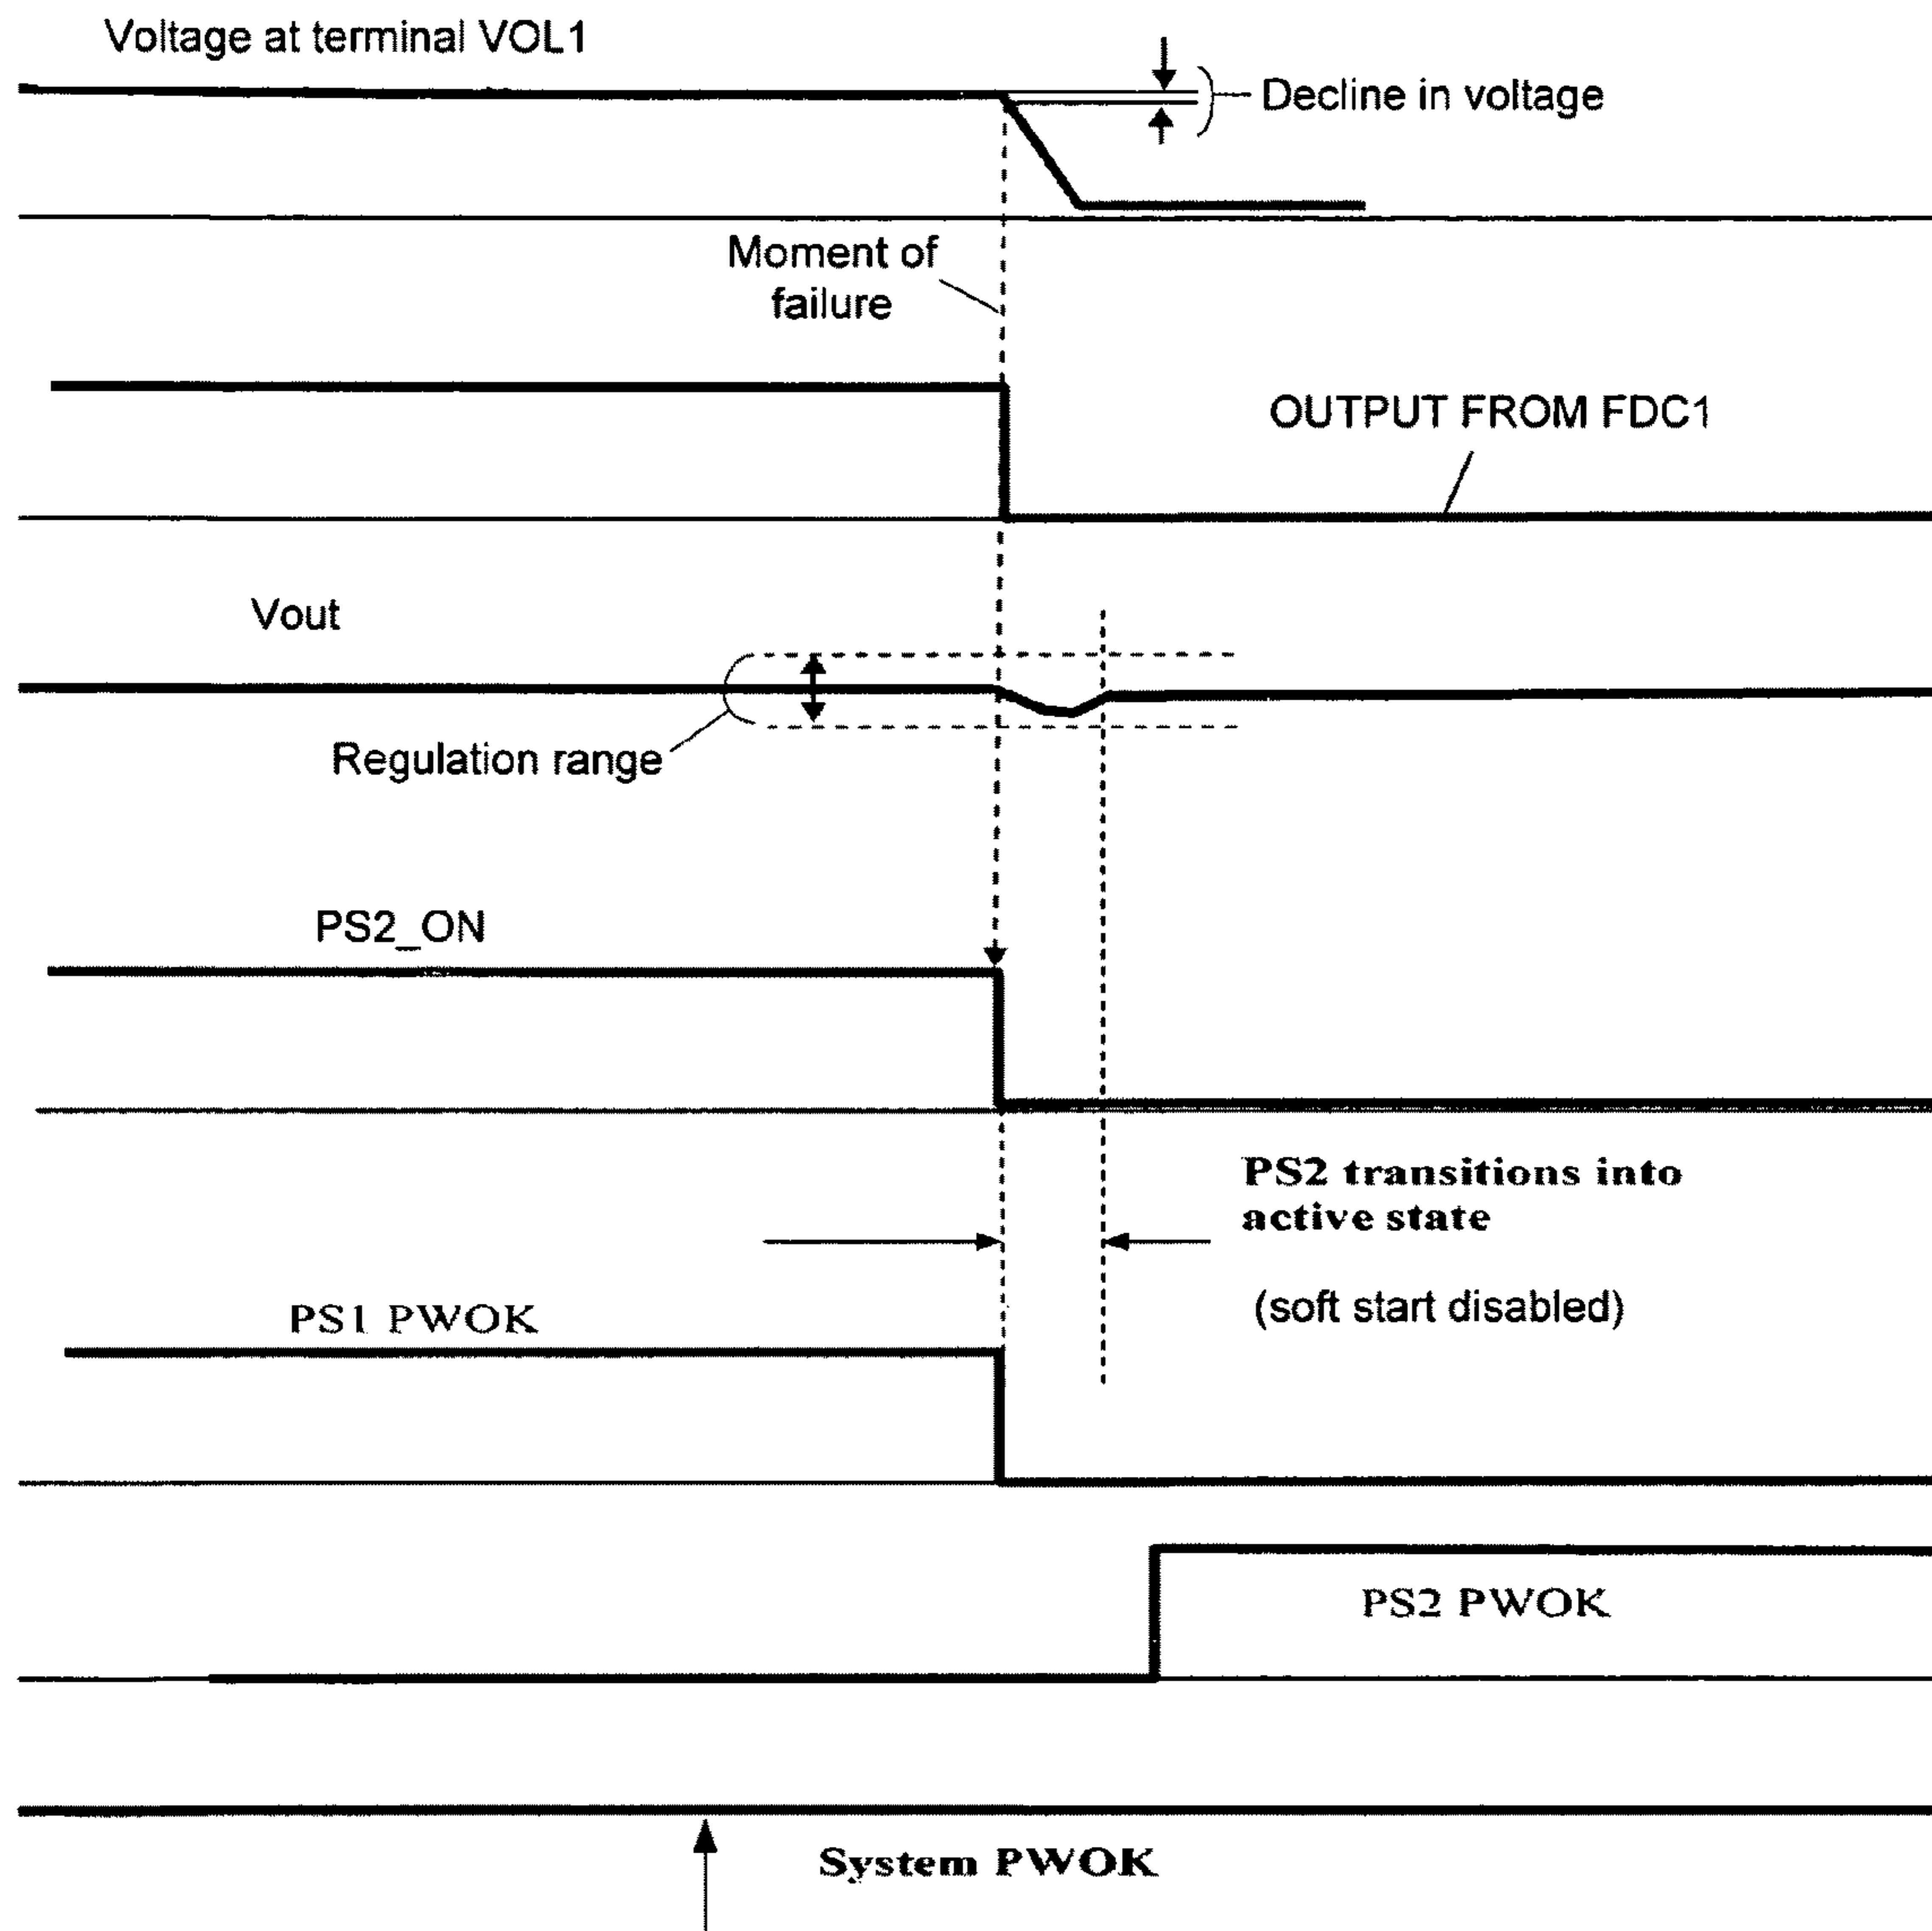 Voltage at terminal VOL1
Decline in voltage
Moment of
failure
OUTPUT FROM FDC1
Vout
Regulation range
PS2_ON
PS2 transitions into
active state
(soft start disabled)
PS1 PWOK
PS2 PWOK
System PWOK